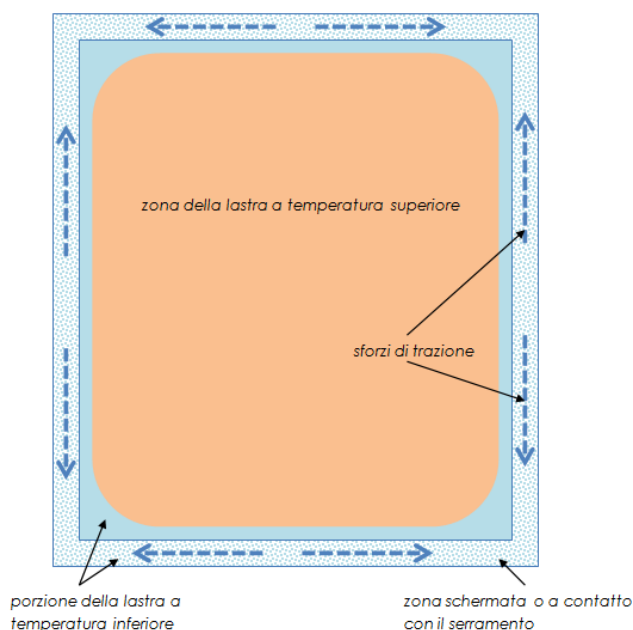 zona della lastra a temperatura superiore
sforzi di trazione
porzione della lastra a
temperatura inferiore
zona schermata o a contatto
con il serramento